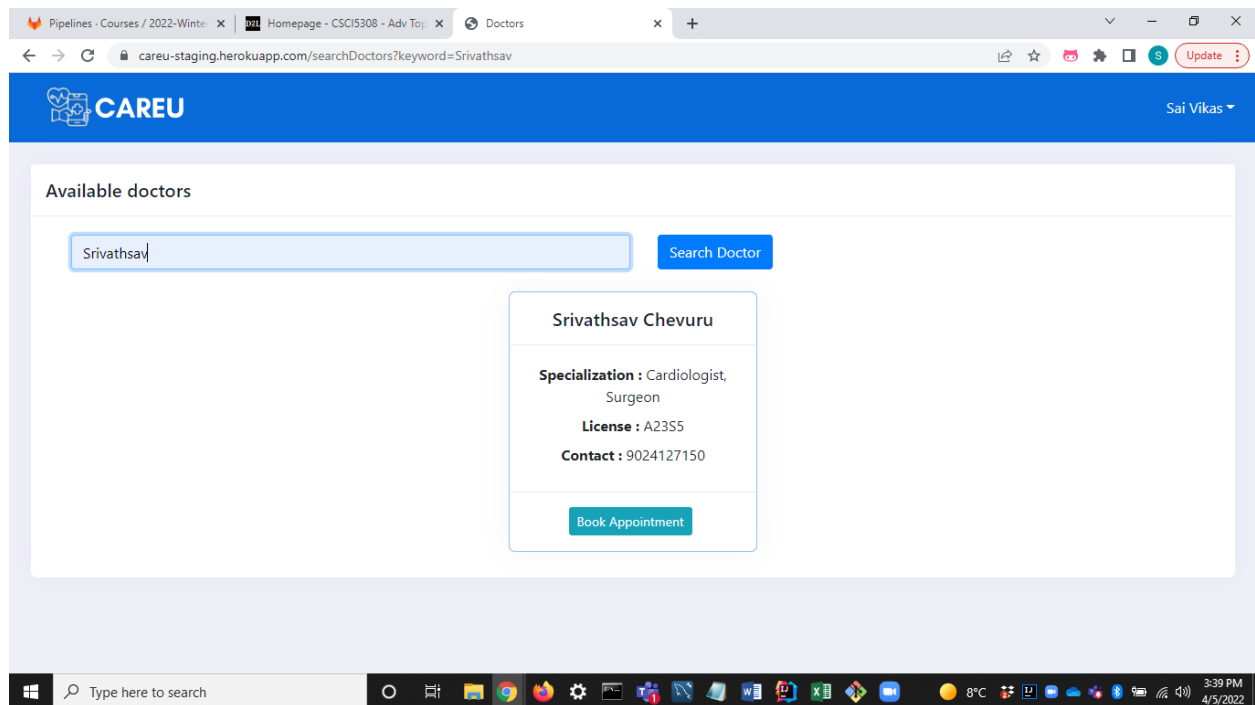 Pipelines · Courses / 2022-Winter
D2L Homepage - CSCI5308 - Adv Top
Doctors
careu-staging.herokuapp.com/searchDoctors?keyword=Srivathsav
S
Update
CAREU
Sai Vikas
Available doctors
Srivathsav
Search Doctor
Srivathsav Chevuru
Specialization : Cardiologist,
Surgeon
License : A23S5
Contact : 9024127150
Book Appointment
Type here to search
8°C
3:39 PM
4/5/2022